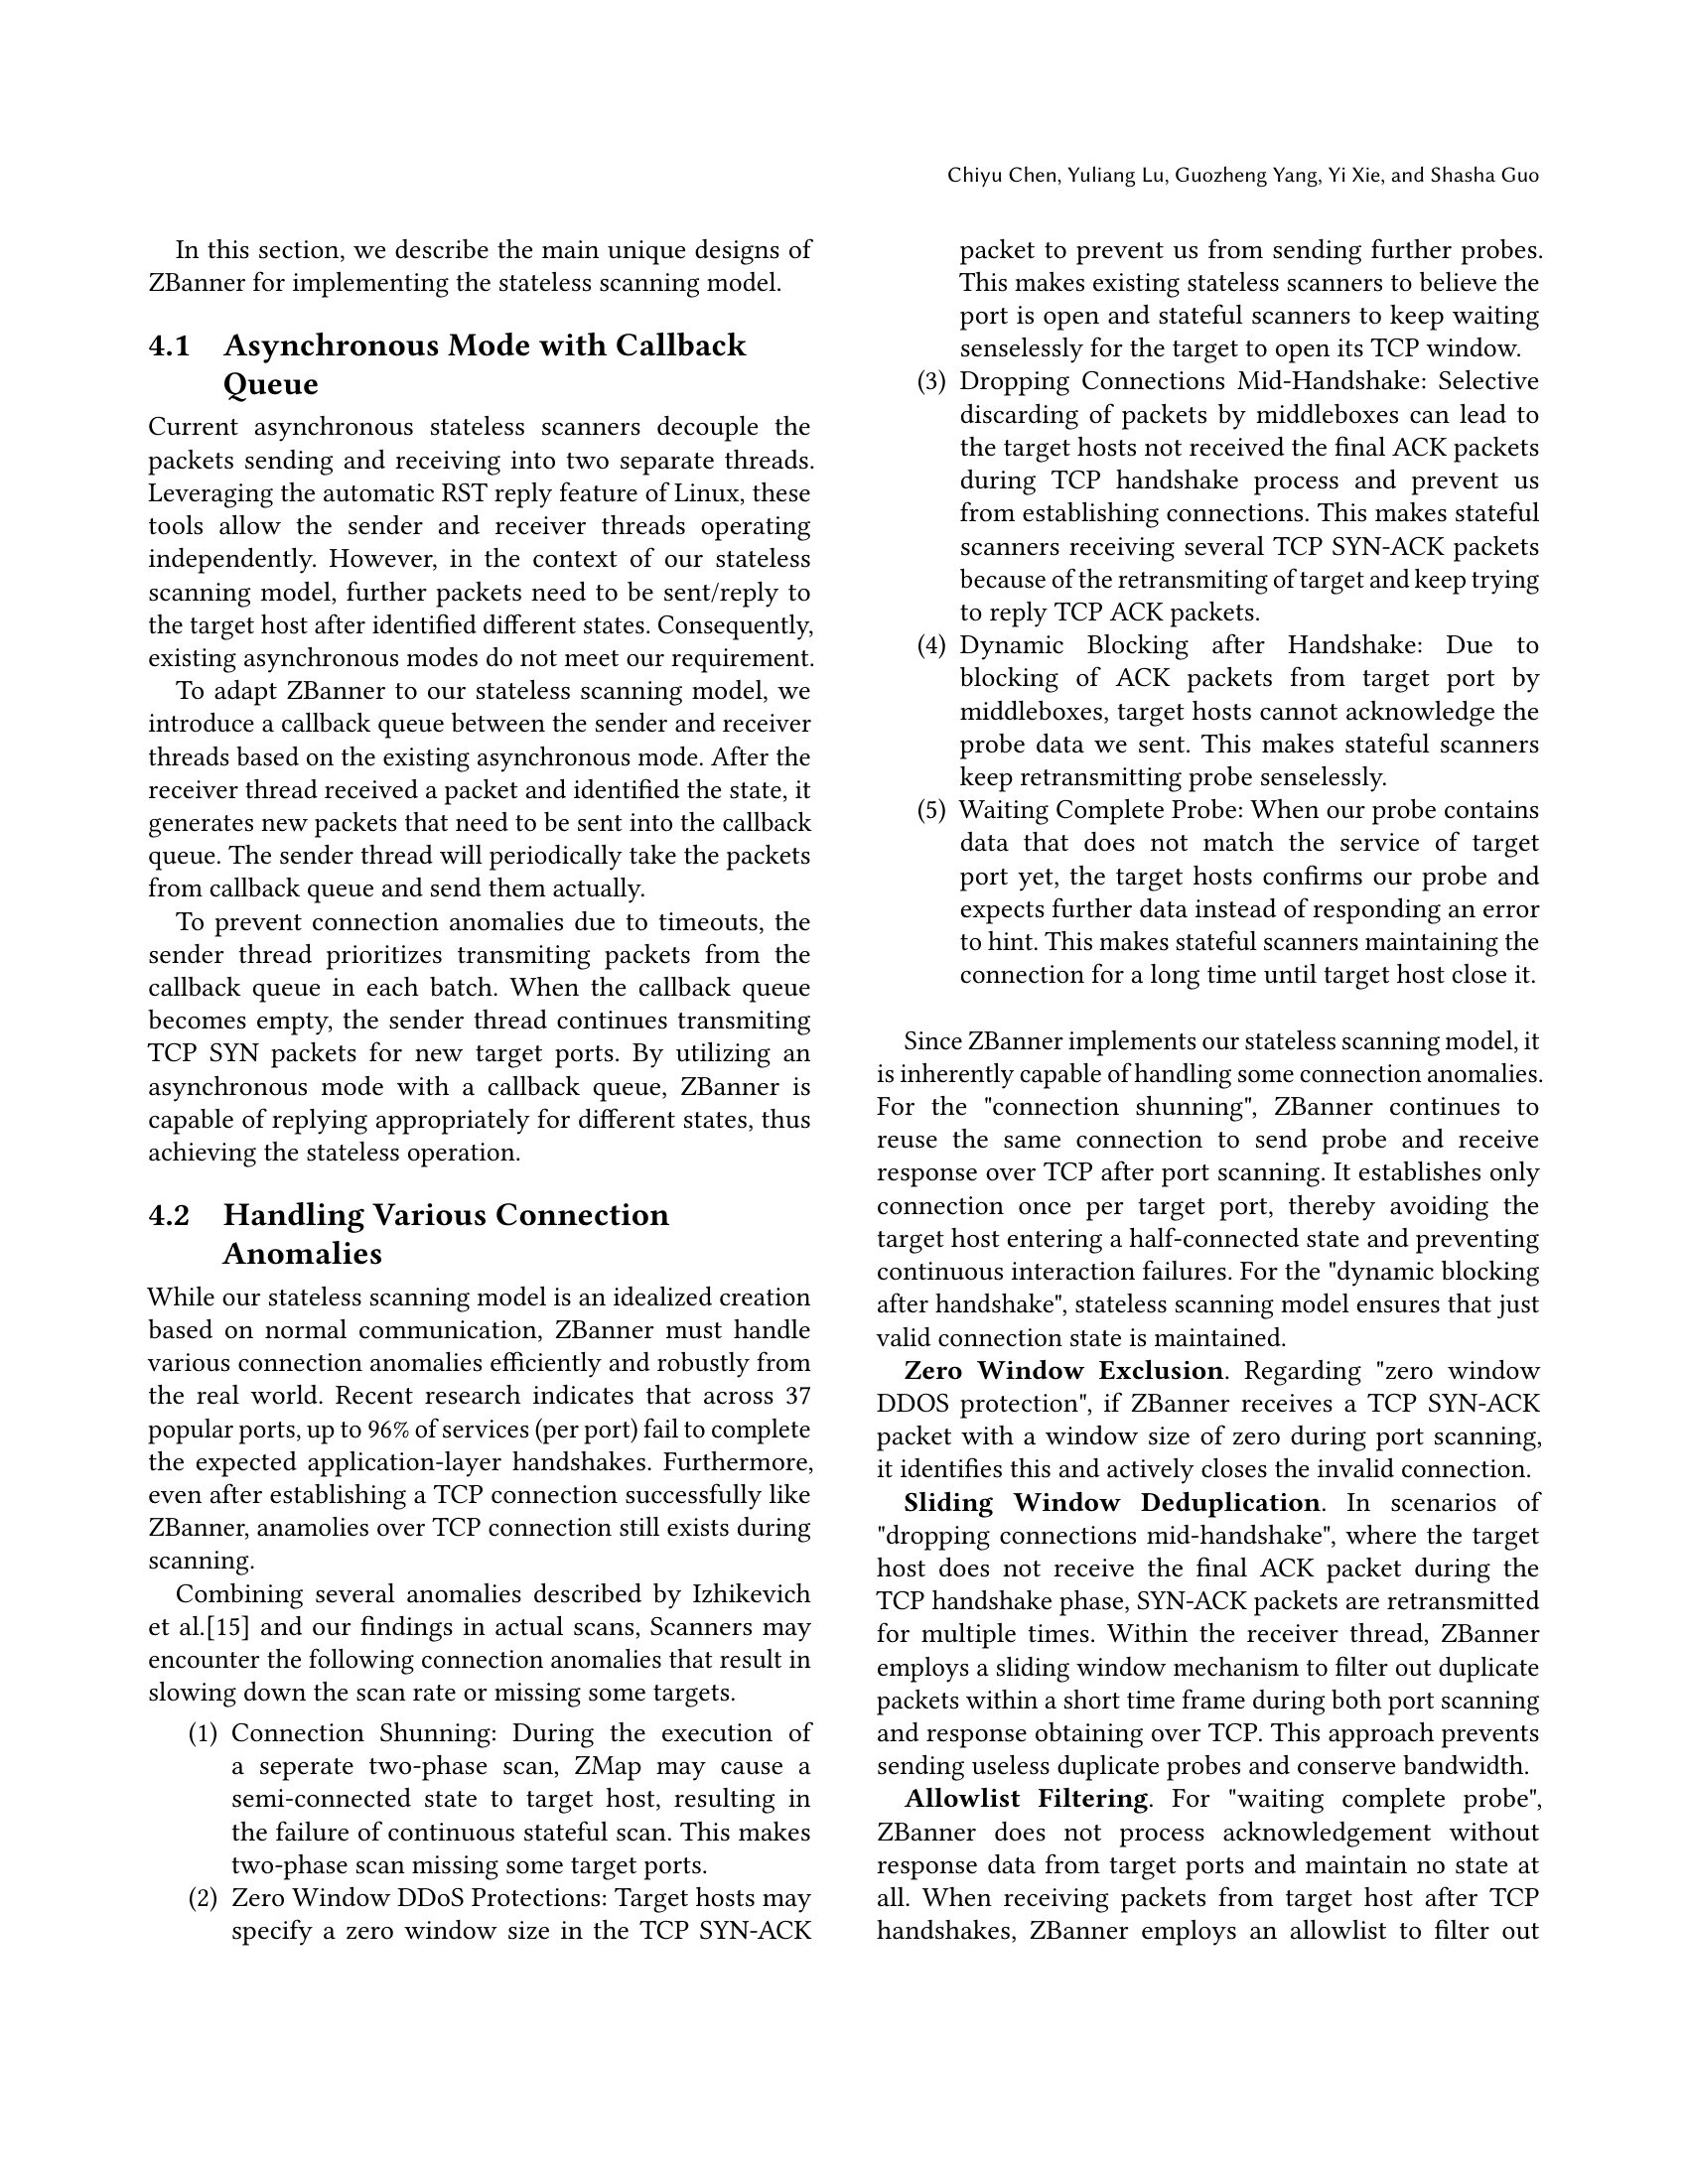 Chiyu Chen, Yuliang Lu, Guozheng Yang, Yi Xie, and Shasha Guo
In this section, we describe the main unique designs of
ZBanner for implementing the stateless scanning model.
4.1 Asynchronous Mode with Callback
Queue
Current asynchronous stateless scanners decouple the
packets sending and receiving into two separate threads.
Leveraging the automatic RST reply feature of Linux, these
tools allow the sender and receiver threads operating
independently. However, in the context of our stateless
scanning model, further packets need to be sent/reply to
the target host after identified different states. Consequently,
existing asynchronous modes do not meet our requirement.
To adapt ZBanner to our stateless scanning model, we
introduce a callback queue between the sender and receiver
threads based on the existing asynchronous mode. After the
receiver thread received a packet and identified the state, it
generates new packets that need to be sent into the callback
queue. The sender thread will periodically take the packets
from callback queue and send them actually.
To prevent connection anomalies due to timeouts, the
sender thread prioritizes transmiting packets from the
callback queue in each batch. When the callback queue
becomes empty, the sender thread continues transmiting
TCP SYN packets for new target ports. By utilizing an
asynchronous mode with a callback queue, ZBanner is
capable of replying appropriately for different states, thus
achieving the stateless operation.
4.2 Handling Various Connection
Anomalies
While our stateless scanning model is an idealized creation
based on normal communication, ZBanner must handle
various connection anomalies efficiently and robustly from
the real world. Recent research indicates that across 37
popular ports, up to 96% of services (per port) fail to complete
the expected application-layer handshakes. Furthermore,
even after establishing a TCP connection successfully like
ZBanner, anamolies over TCP connection still exists during
scanning.
Combining several anomalies described by Izhikevich
et al.[15] and our findings in actual scans, Scanners may
encounter the following connection anomalies that result in
slowing down the scan rate or missing some targets.
(1) Connection Shunning: During the execution of
a seperate two-phase scan, ZMap may cause a
semi-connected state to target host, resulting in
the failure of continuous stateful scan. This makes
two-phase scan missing some target ports.
(2) Zero Window DDoS Protections: Target hosts may
specify a zero window size in the TCP SYN-ACK
packet to prevent us from sending further probes.
This makes existing stateless scanners to believe the
port is open and stateful scanners to keep waiting
senselessly for the target to open its TCP window.
(3) Dropping Connections Mid-Handshake: Selective
discarding of packets by middleboxes can lead to
the target hosts not received the final ACK packets
during TCP handshake process and prevent us
from establishing connections. This makes stateful
scanners receiving several TCP SYN-ACK packets
because of the retransmiting of target and keep trying
to reply TCP ACK packets.
(4) Dynamic Blocking after Handshake: Due to
blocking of ACK packets from target port by
middleboxes, target hosts cannot acknowledge the
probe data we sent. This makes stateful scanners
keep retransmitting probe senselessly.
(5) Waiting Complete Probe: When our probe contains
data that does not match the service of target
port yet, the target hosts confirms our probe and
expects further data instead of responding an error
to hint. This makes stateful scanners maintaining the
connection for a long time until target host close it.
Since ZBanner implements our stateless scanning model, it
is inherently capable of handling some connection anomalies.
For the "connection shunning", ZBanner continues to
reuse the same connection to send probe and receive
response over TCP after port scanning. It establishes only
connection once per target port, thereby avoiding the
target host entering a half-connected state and preventing
continuous interaction failures. For the "dynamic blocking
after handshake", stateless scanning model ensures that just
valid connection state is maintained.
Zero Window Exclusion. Regarding "zero window
DDOS protection", if ZBanner receives a TCP SYN-ACK
packet with a window size of zero during port scanning,
it identifies this and actively closes the invalid connection.
Sliding Window Deduplication. In scenarios of
"dropping connections mid-handshake", where the target
host does not receive the final ACK packet during the
TCP handshake phase, SYN-ACK packets are retransmitted
for multiple times. Within the receiver thread, ZBanner
employs a sliding window mechanism to filter out duplicate
packets within a short time frame during both port scanning
and response obtaining over TCP. This approach prevents
sending useless duplicate probes and conserve bandwidth.
Allowlist Filtering. For "waiting complete probe",
ZBanner does not process acknowledgement without
response data from target ports and maintain no state at
all. When receiving packets from target host after TCP
handshakes, ZBanner employs an allowlist to filter out